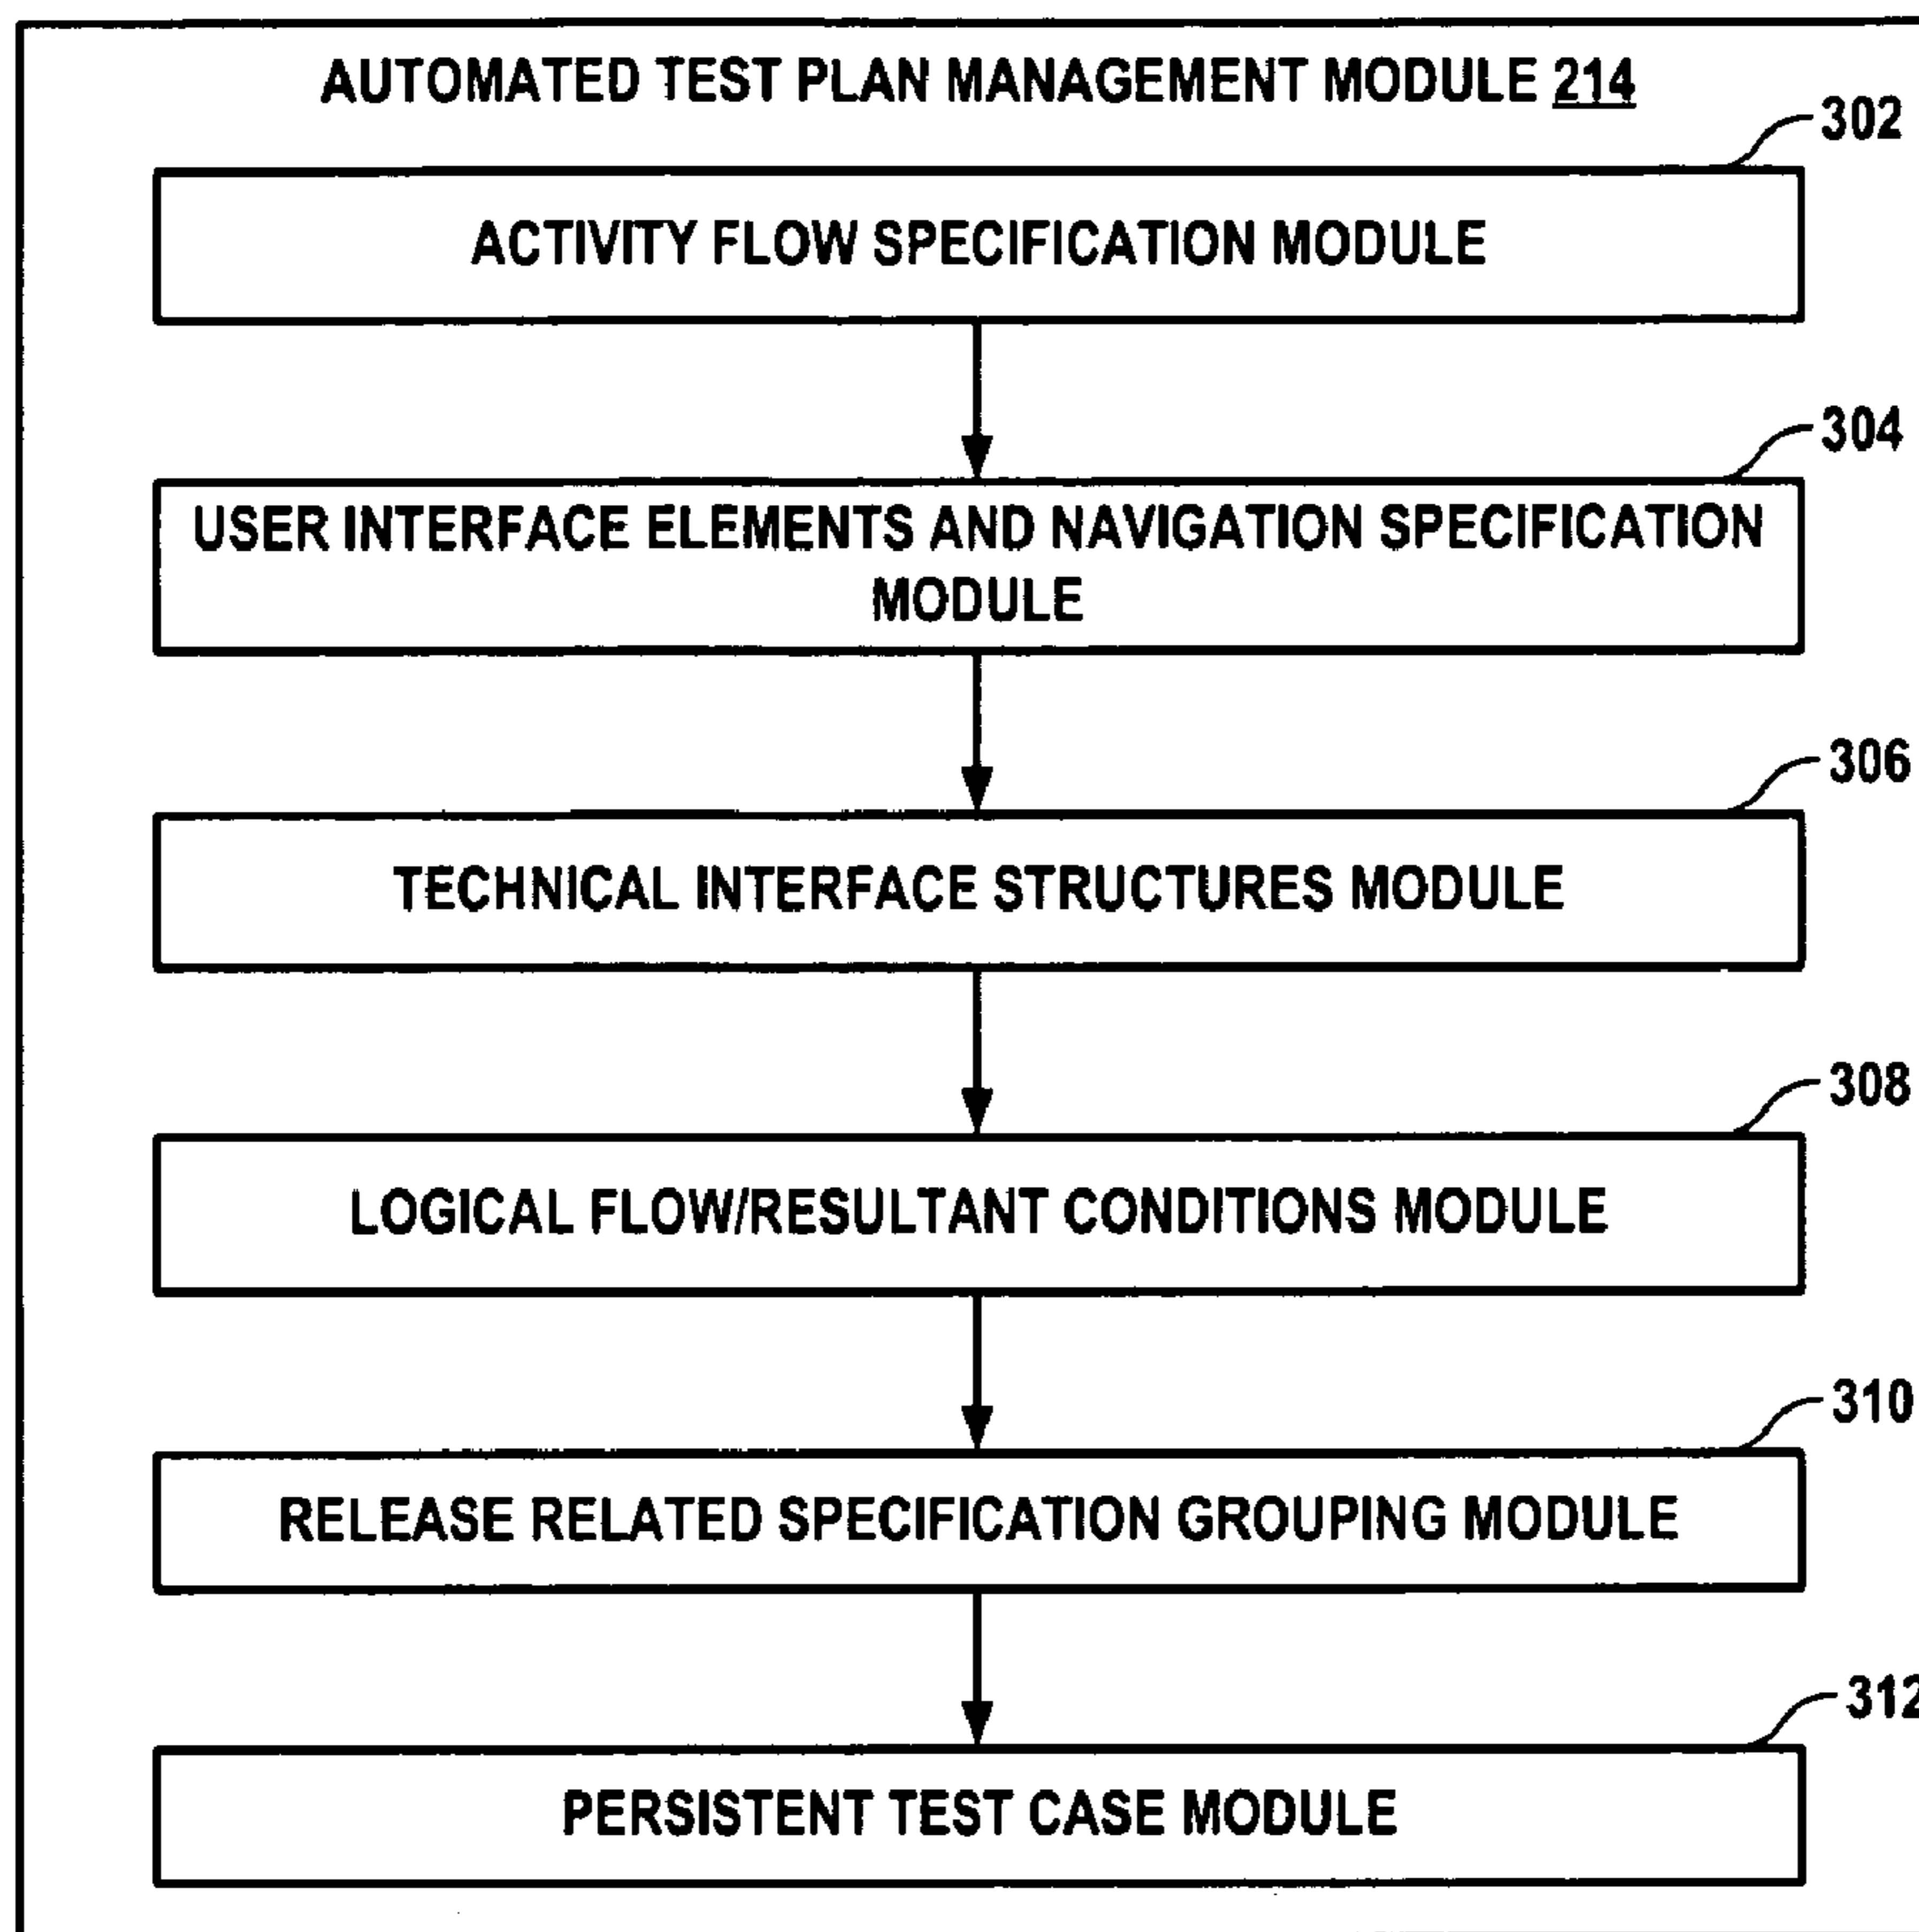 AUTOMATED TEST PLAN MANAGEMENT MODULE 214
302
ACTIVITY FLOW SPECIFICATION MODULE
304
USER INTERFACE ELEMENTS AND NAVIGATION SPECIFICATION
MODULE
306
TECHNICAL INTERFACE STRUCTURES MODULE
308
LOGICAL FLOW/RESULTANT CONDITIONS MODULE
310
RELEASE RELATED SPECIFICATION GROUPING MODULE
312
PERSISTENT TEST CASE MODULE